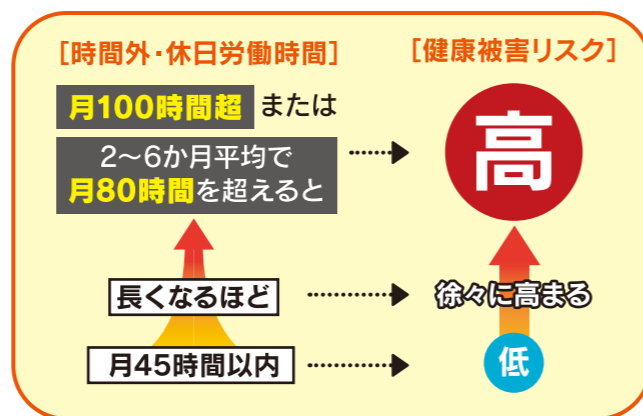 ［時間外・休日労働時間］
［健康被害リスク］
月100時間超 または
2〜6か月平均で
月80時間を超えると
高
長くなるほど
徐々に高まる
月45時間以内
低